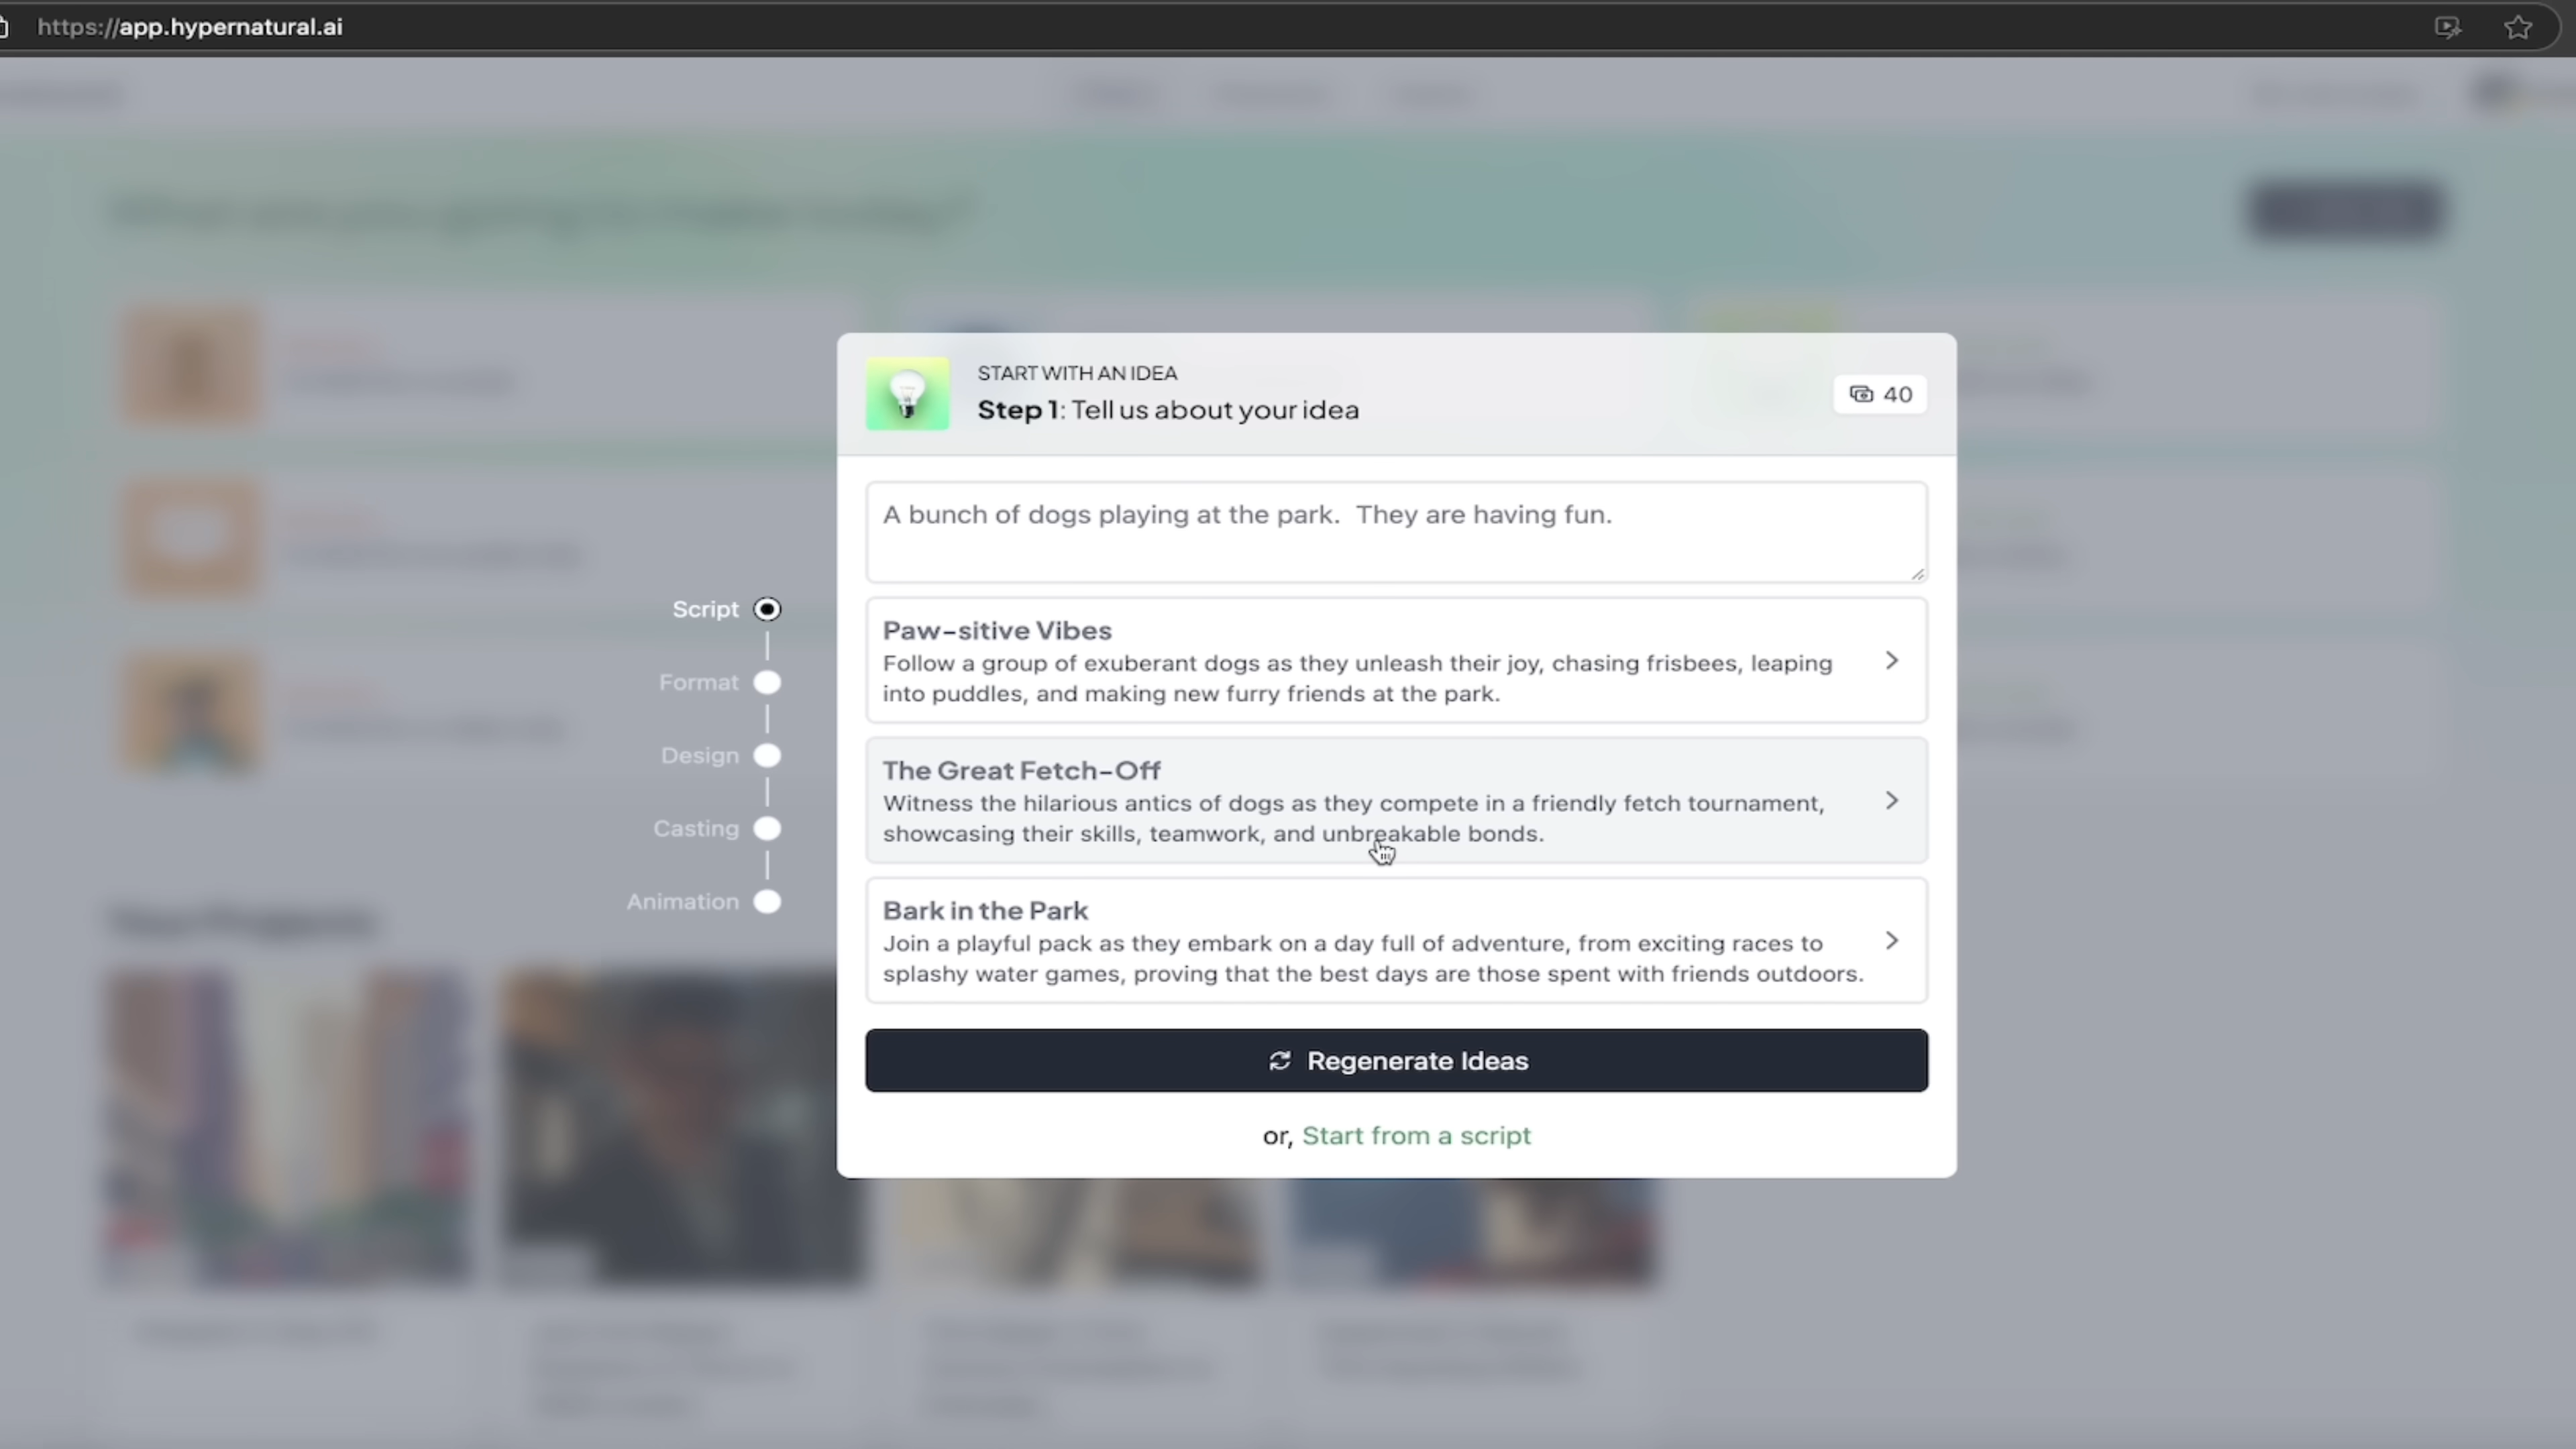 https://app.hypernatural.ai
START WITH AN IDEA
Step 1: Tell us about your idea
40
A bunch of dogs playing at the park.  They are having fun.
Script
Format
Design
Casting
Animation
Paw-sitive Vibes
Follow a group of exuberant dogs as they unleash their joy, chasing frisbees, leaping
into puddles, and making new furry friends at the park.
The Great Fetch-Off
Witness the hilarious antics of dogs as they compete in a friendly fetch tournament,
showcasing their skills, teamwork, and unbreakable bonds.
Bark in the Park
Join a playful pack as they embark on a day full of adventure, from exciting races to
splashy water games, proving that the best days are those spent with friends outdoors.
Regenerate Ideas
or, Start from a script